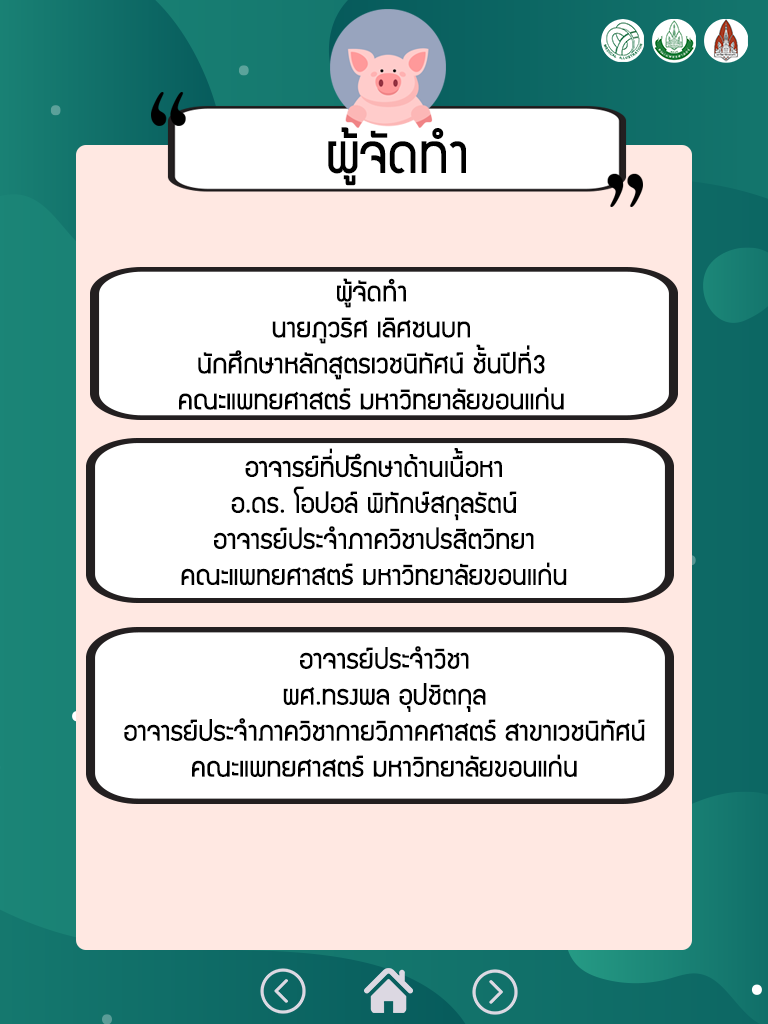 “
ผู้จัดทำ
”
ผู้จัดทำ
นายภูวริศ เลิศชนบท
นักศึกษาหลักสูตรเวชนิทัศน์ ชั้นปีที่3
คณะแพทยศาสตร์ มหาวิทยาลัยขอนแก่น
อาจารย์ที่ปรึกษาด้านเนื้อหา
อ.ดร. โอปอล์ พิทักษ์สกุลรัตน์
อาจารย์ประจำภาควิชาปรสิตวิทยา
คณะแพทยศาสตร์ มหาวิทยาลัยขอนแก่น
อาจารย์ประจำวิชา
ผศ.ทรงพล อุปชิตกุล
อาจารย์ประจำภาควิชากายวิภาคศาสตร์ สาขาเวชนิทัศน์
คณะแพทยศาสตร์ มหาวิทยาลัยขอนแก่น